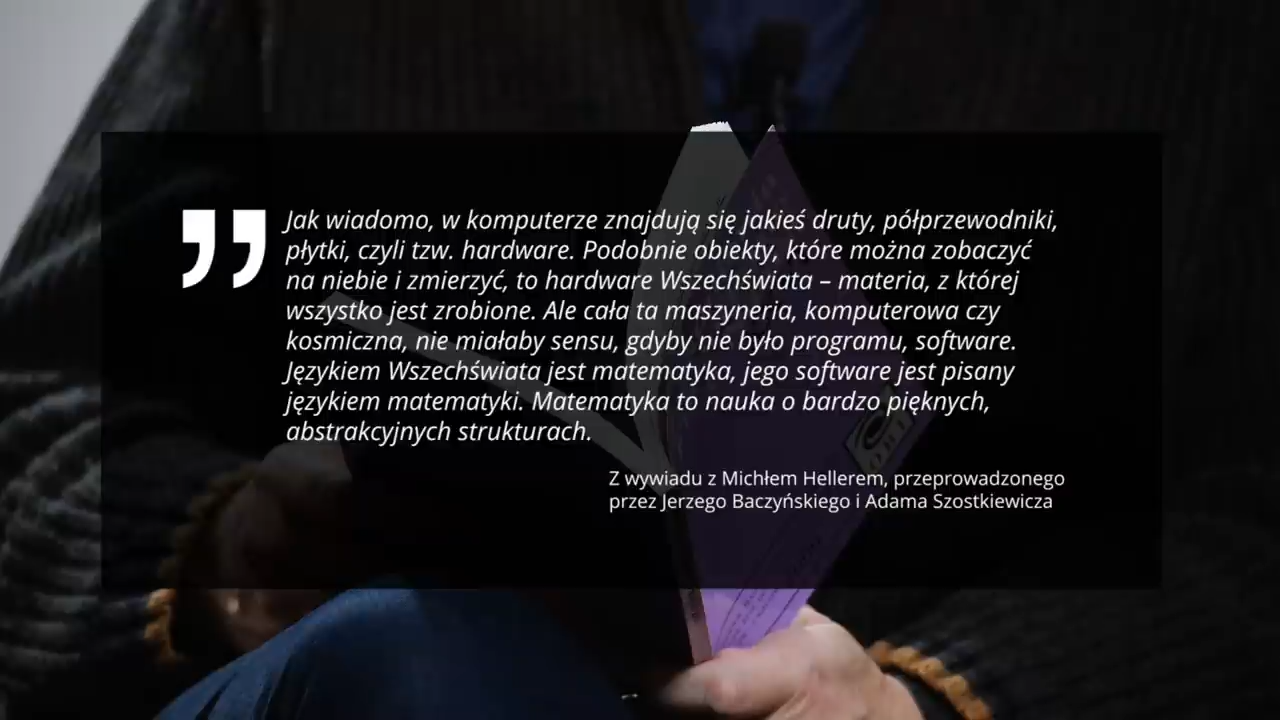 Jak wiadomo, w komputerze znajdują się jakieś druty, półprzewodniki,
płytki, czyli tzw. hardware. Podobnie obiekty, które można zobaczyć
na niebie i zmierzyć, to hardware Wszechświata – materia, z której
wszystko jest zrobione. Ale cała ta maszyneria, komputerowa czy
kosmiczna, nie miałaby sensu, gdyby nie było programu, software.
Językiem Wszechświata jest matematyka, jego software jest pisany
językiem matematyki. Matematyka to nauka o bardzo pięknych,
abstrakcyjnych strukturach.
Z wywiadu z Michłem Hellerem, przeprowadzonego
przez Jerzego Baczyńskiego i Adama Szostkiewicza